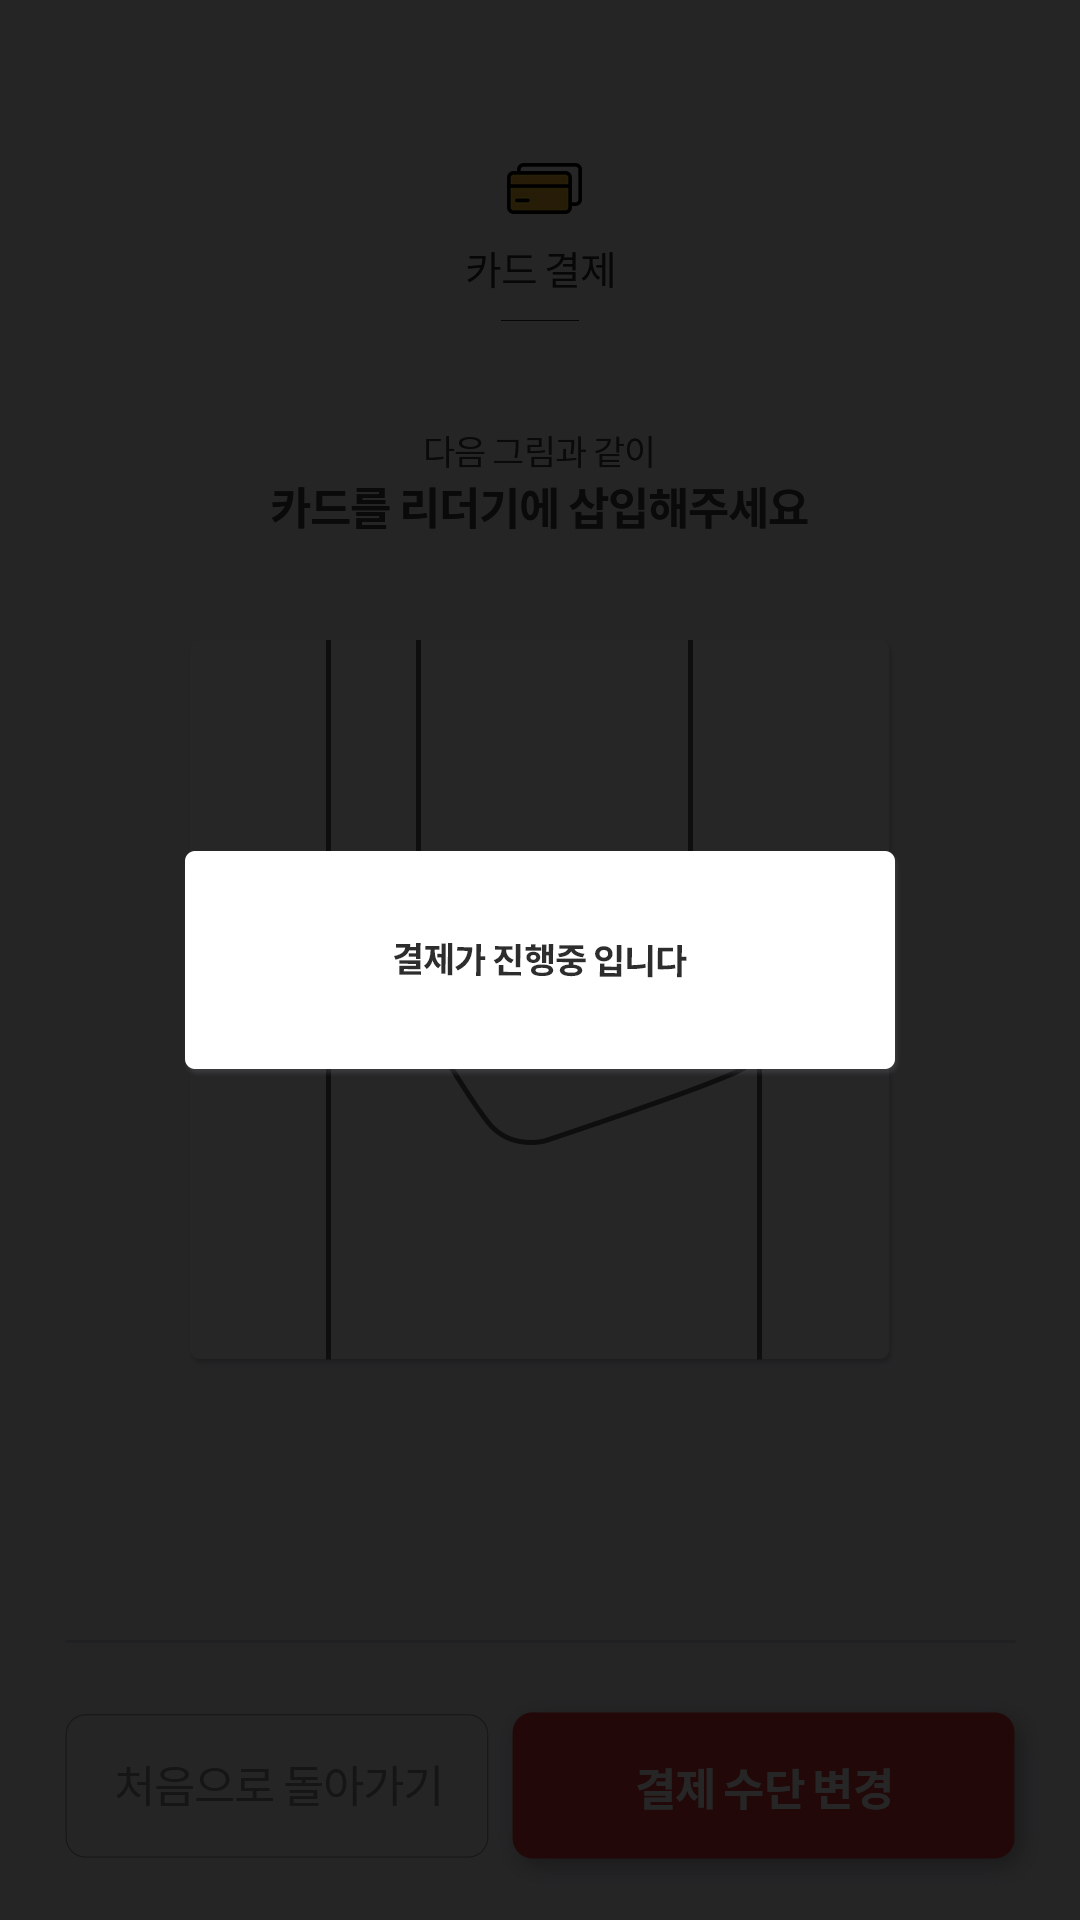 카드 결제
다음 그림과 같이
카드를 리더기에 삽입해주세요
결제가 진행중 입니다
처음으로 돌아가기
결제 수단 변경